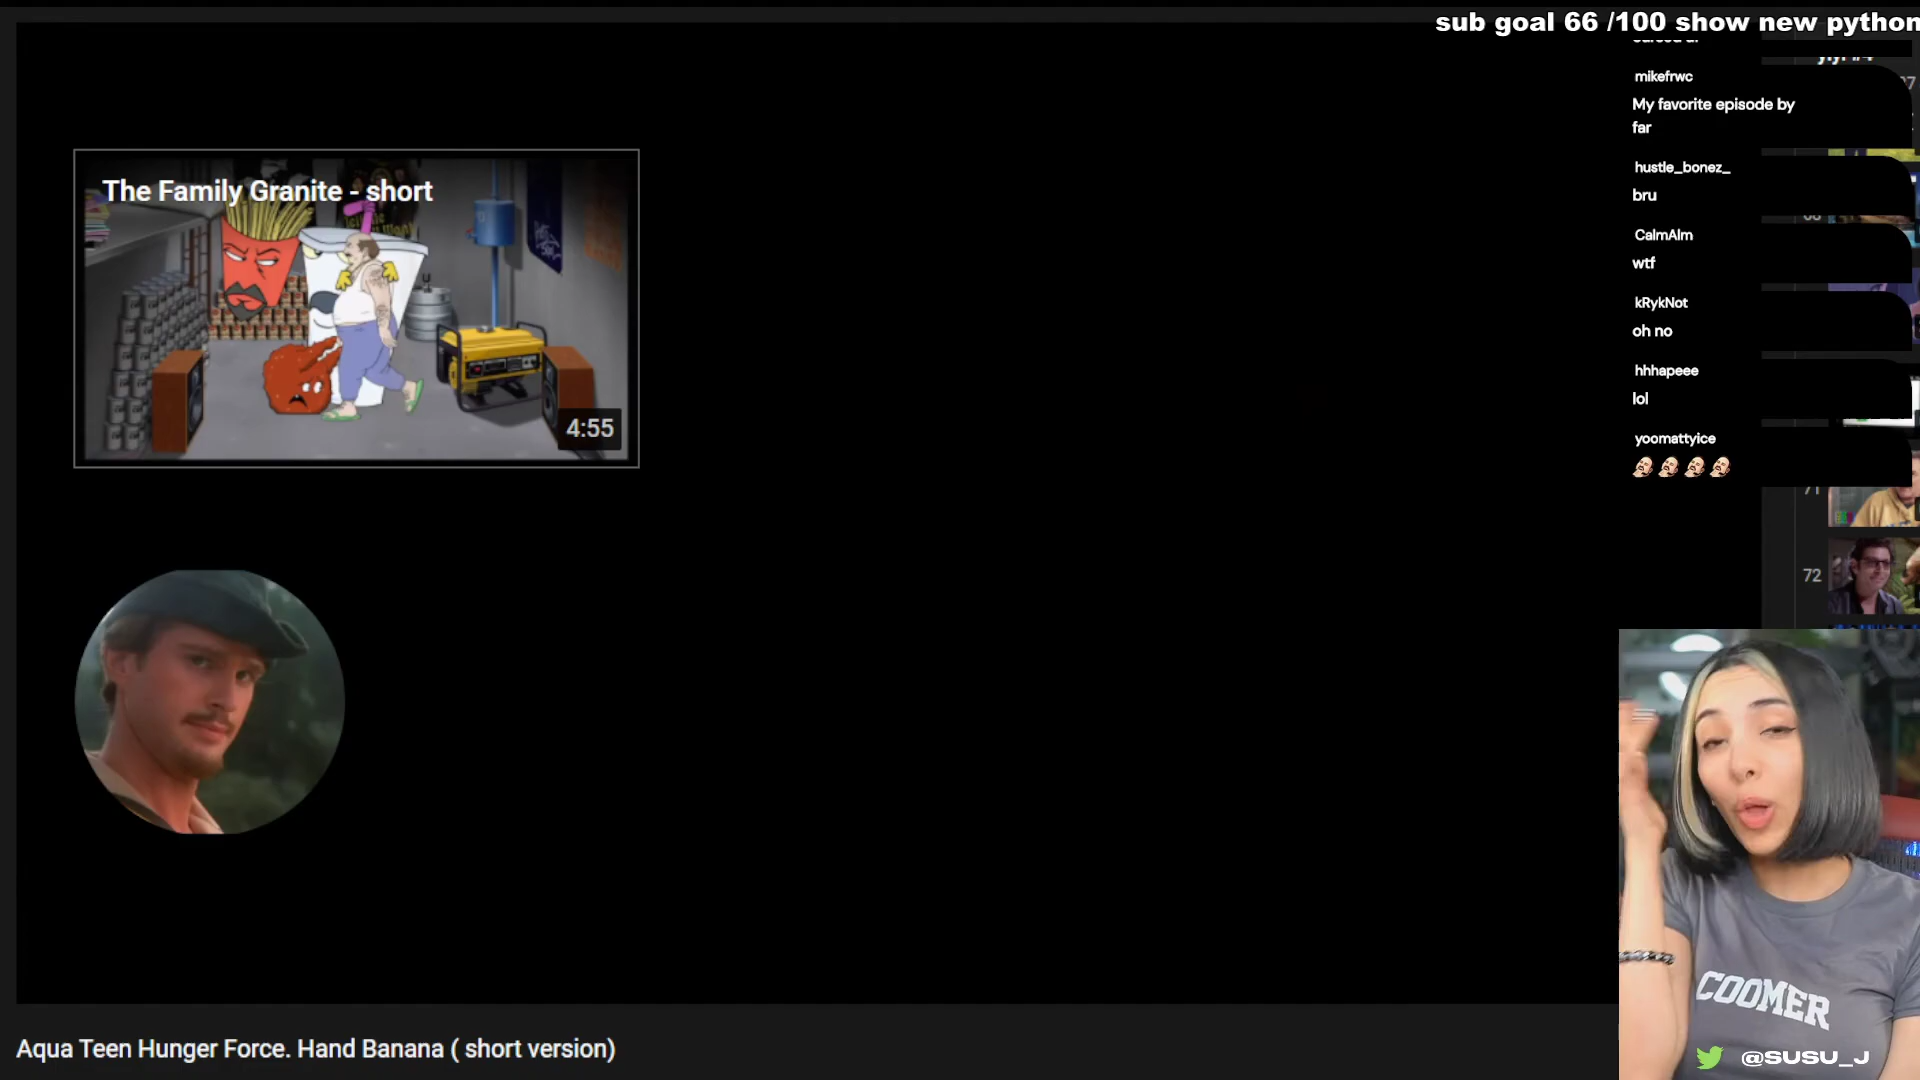 sub goal 66 /100 show new python
mikefrwc
My favorite episode by
far
hustle_bonez_
bru
CalmAlm
wtf
kRykNot
oh no
hhhapeee
lol
yoomattyice
71
72
The Family Granite - short
4:55
COOMER
@SUSU_J
Aqua Teen Hunger Force. Hand Banana ( short version)